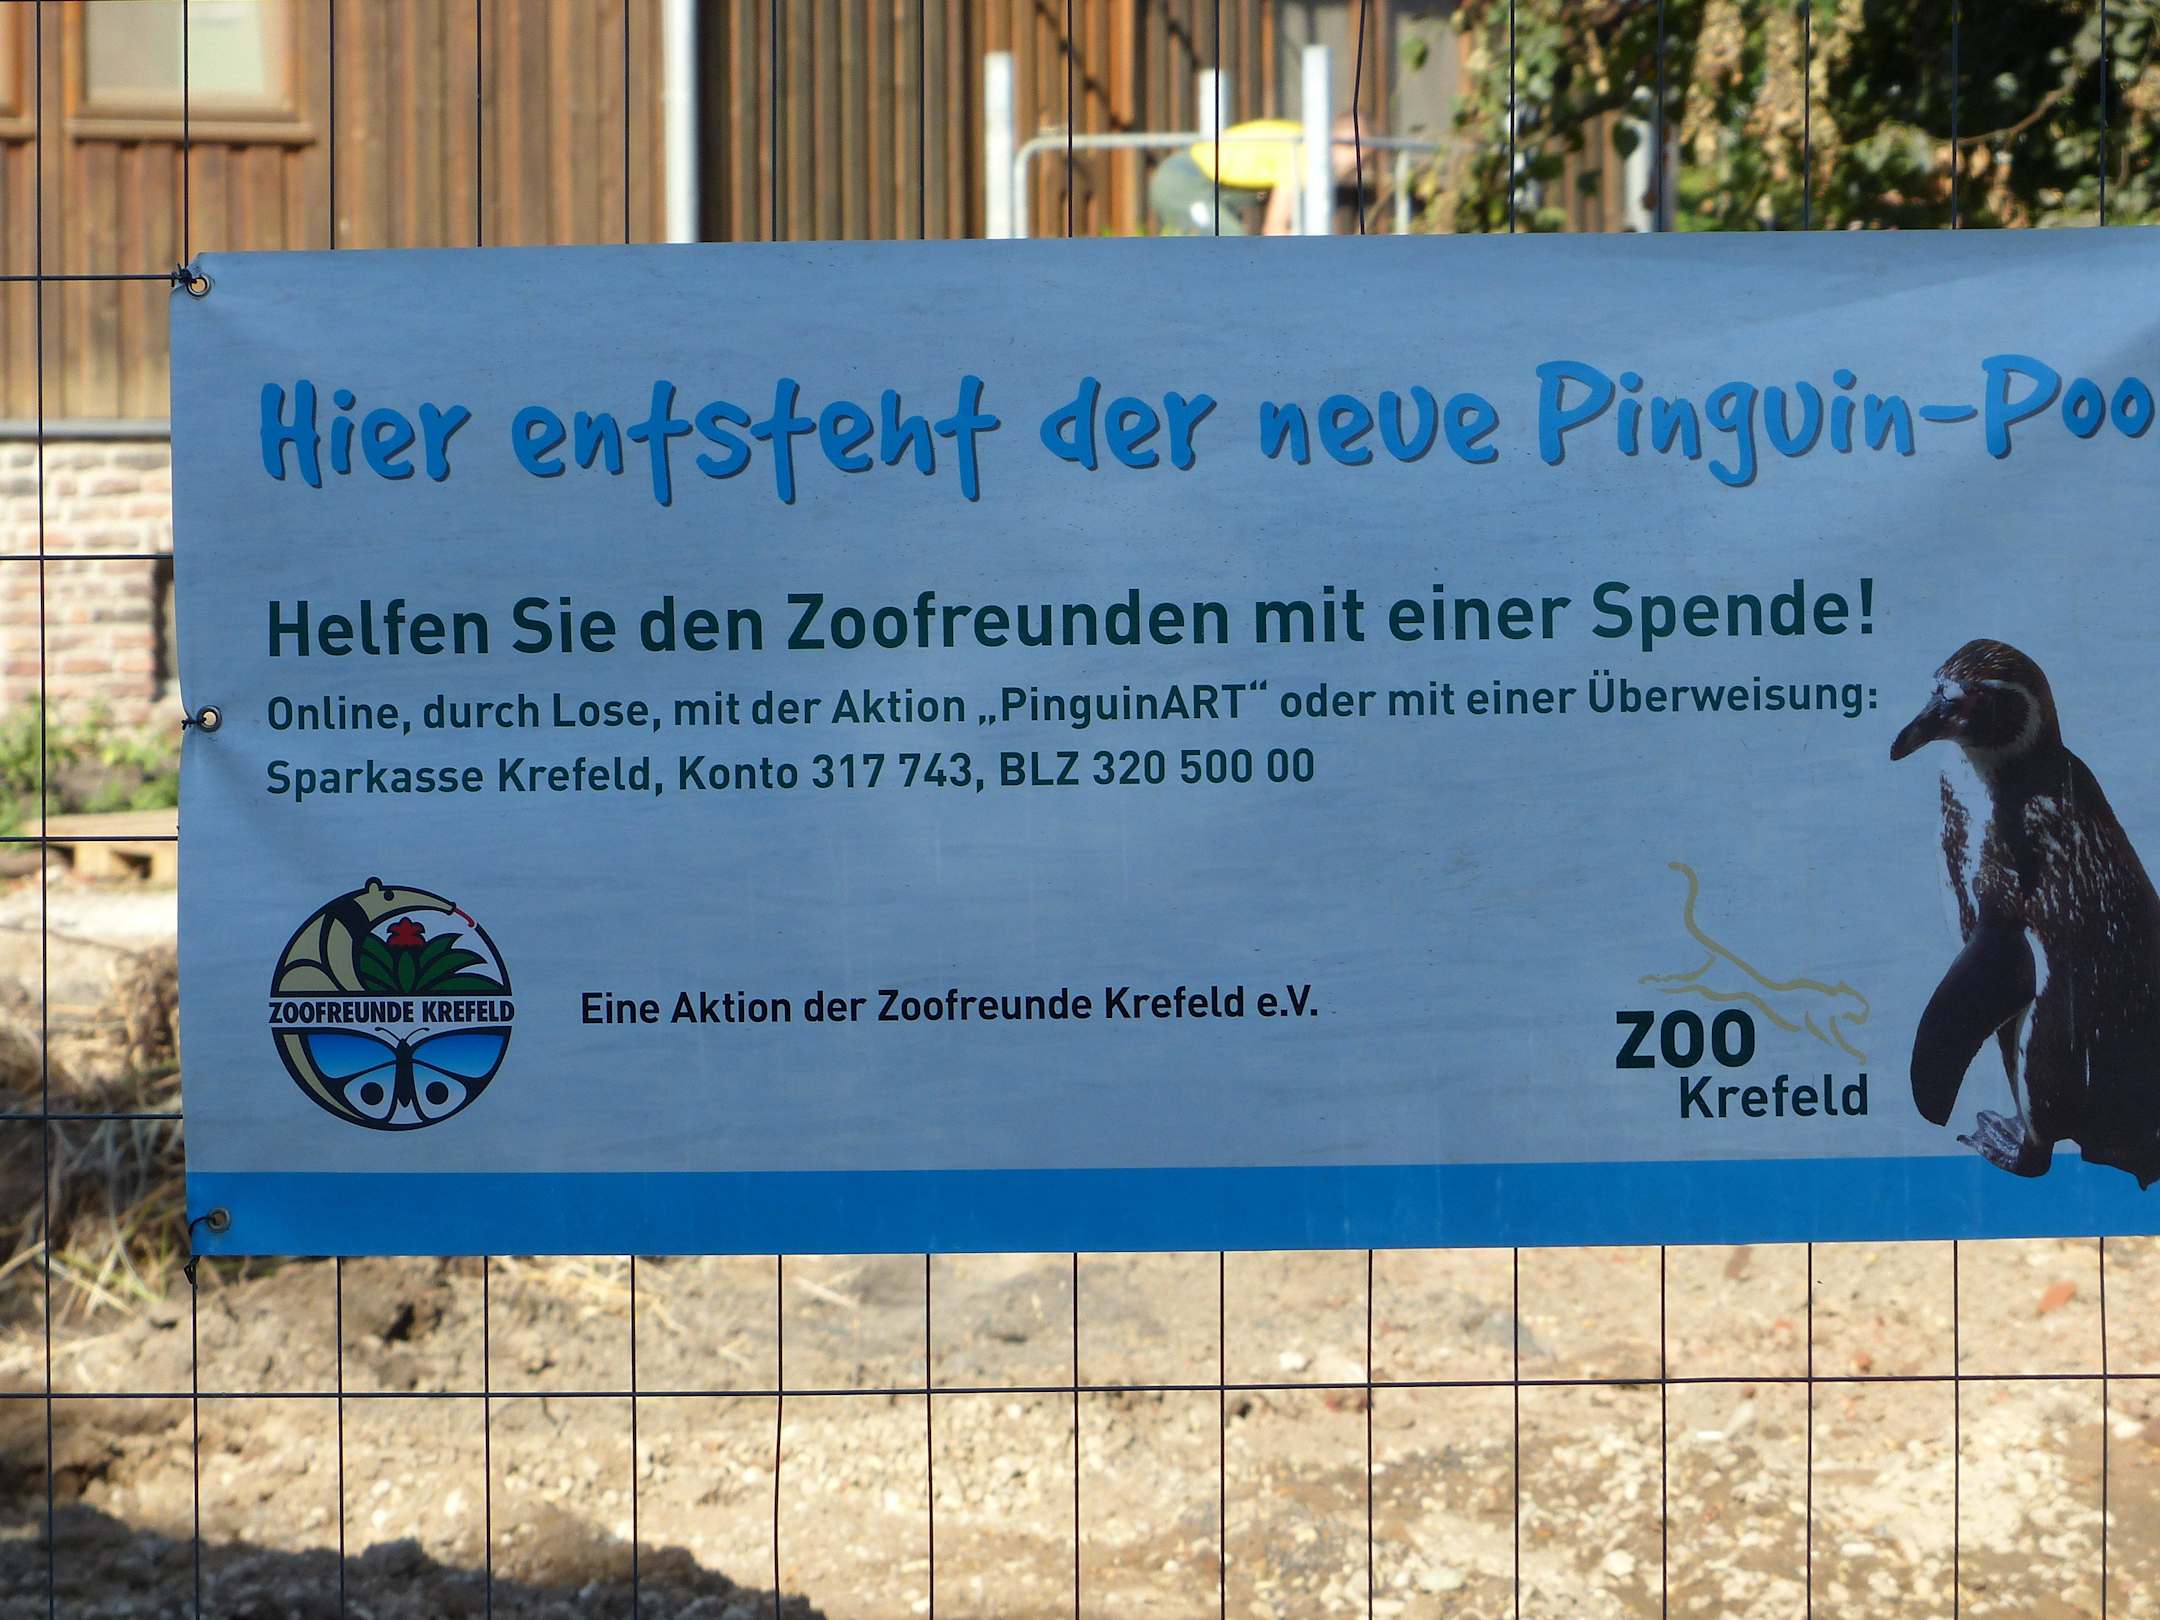 Hier entsteht der neue Pinguin-Poo
Helfen Sie den Zoofreunden mit einer Spende!
Online, durch Lose, mit der Aktion „PinguinART“ oder mit einer Überweisung:
Sparkasse Krefeld, Konto 317 743, BLZ 320 500 00
ZOOFREUNDE KREFELD
Eine Aktion der Zoofreunde Krefeld e.V.
ZOO
Krefeld